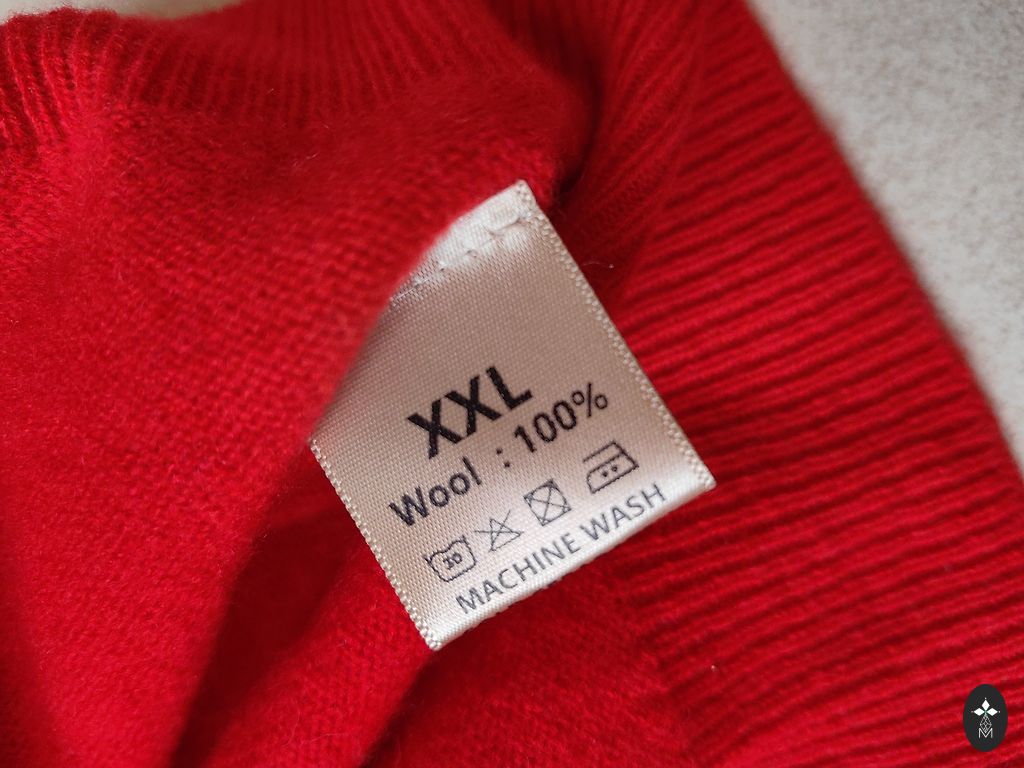 XXL
Wool : 100%
30
MACHINE WASH
M